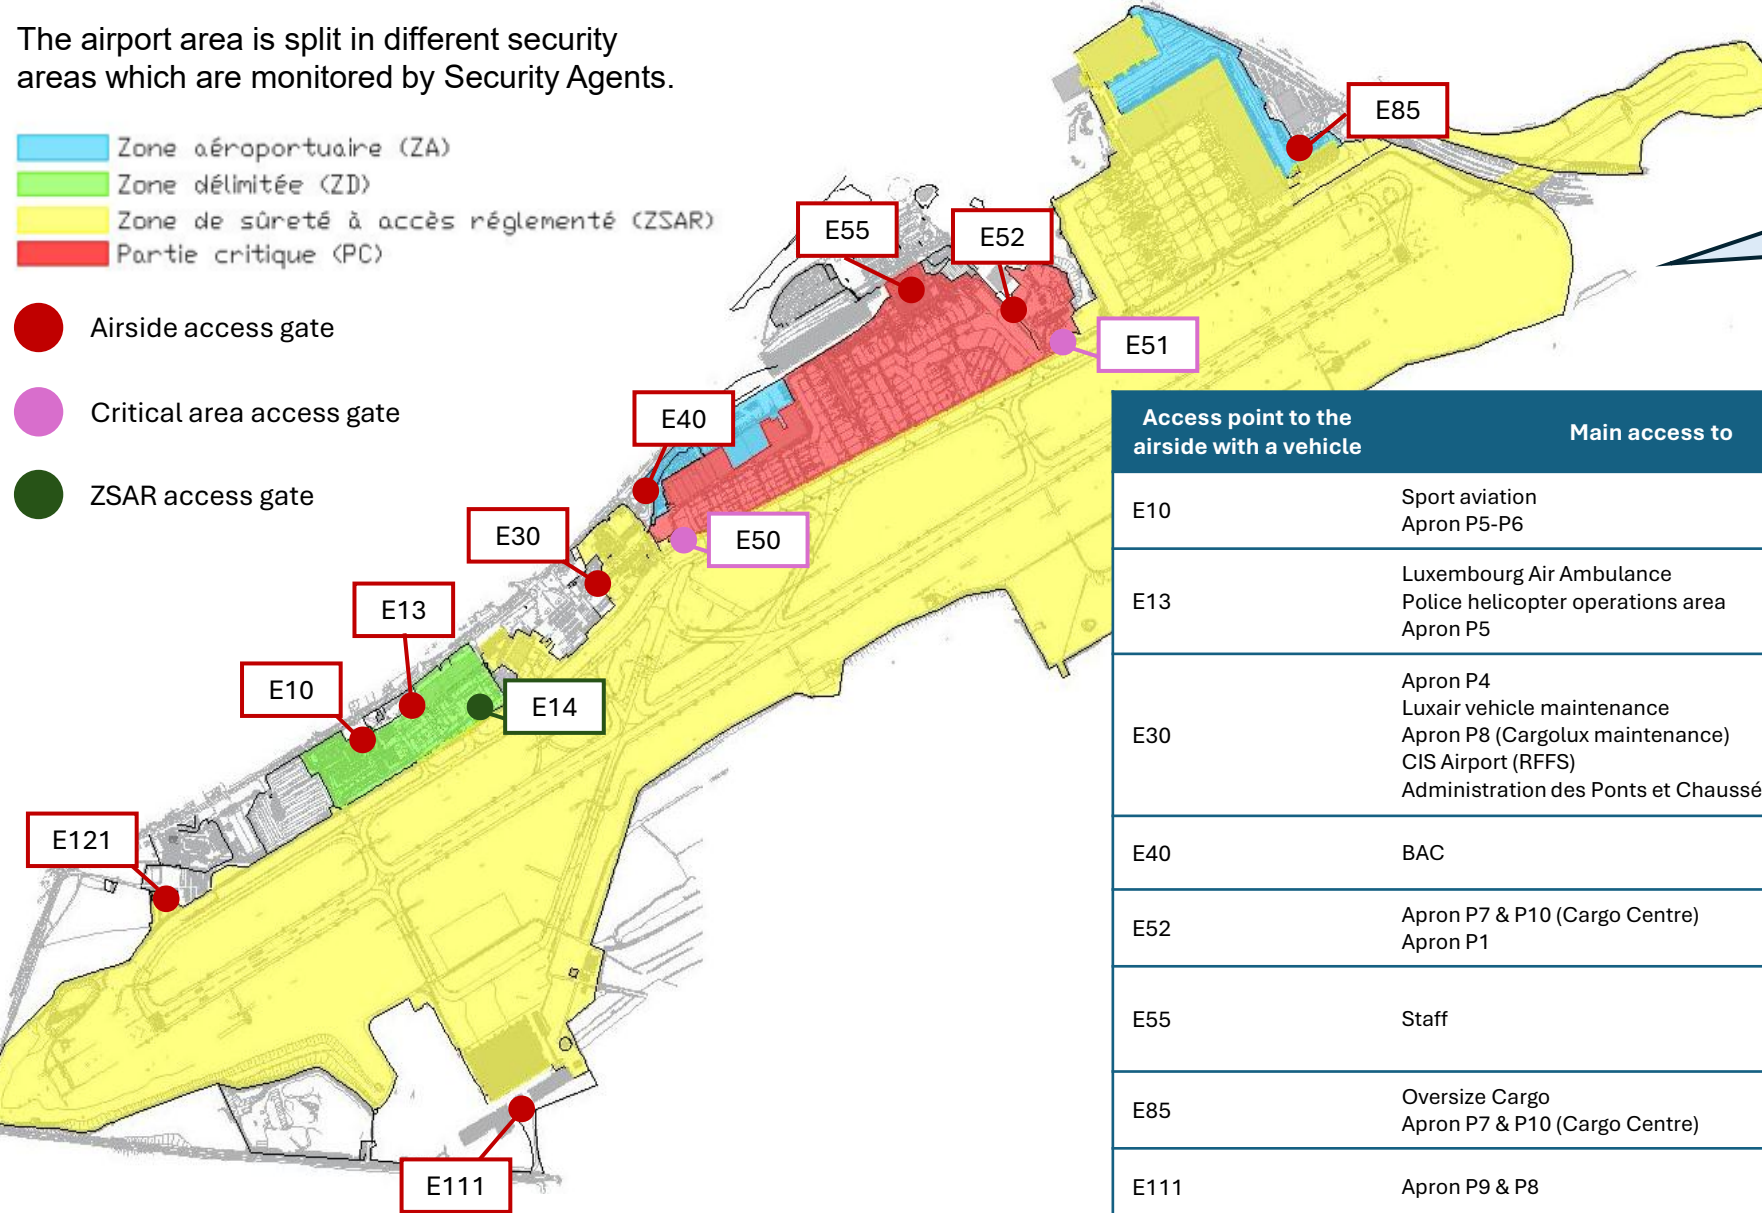 The airport area is split in different security
areas which are monitored by Security Agents.
Zone aéroportuaire (ZA)
Zone délimitée (ZD)
Zone de sûreté à accès réglementé (ZSAR)
Partie critique (PC)
Airside access gate
Critical area access gate
ZSAR access gate
E85
E55
E52
E51
E40
E50
E30
E13
E10
E14
E121
E111
Access point to the
airside with a vehicle
Main access to
E10
Sport aviation
Apron P5-P6
E13
Luxembourg Air Ambulance
Police helicopter operations area
Apron P5
E30
Apron P4
Luxair vehicle maintenance
Apron P8 (Cargolux maintenance)
CIS Airport (RFFS)
Administration des Ponts et Chaussé
E40
BAC
E52
Apron P7 & P10 (Cargo Centre)
Apron P1
E55
Staff
E85
Oversize Cargo
Apron P7 & P10 (Cargo Centre)
E111
Apron P9 & P8